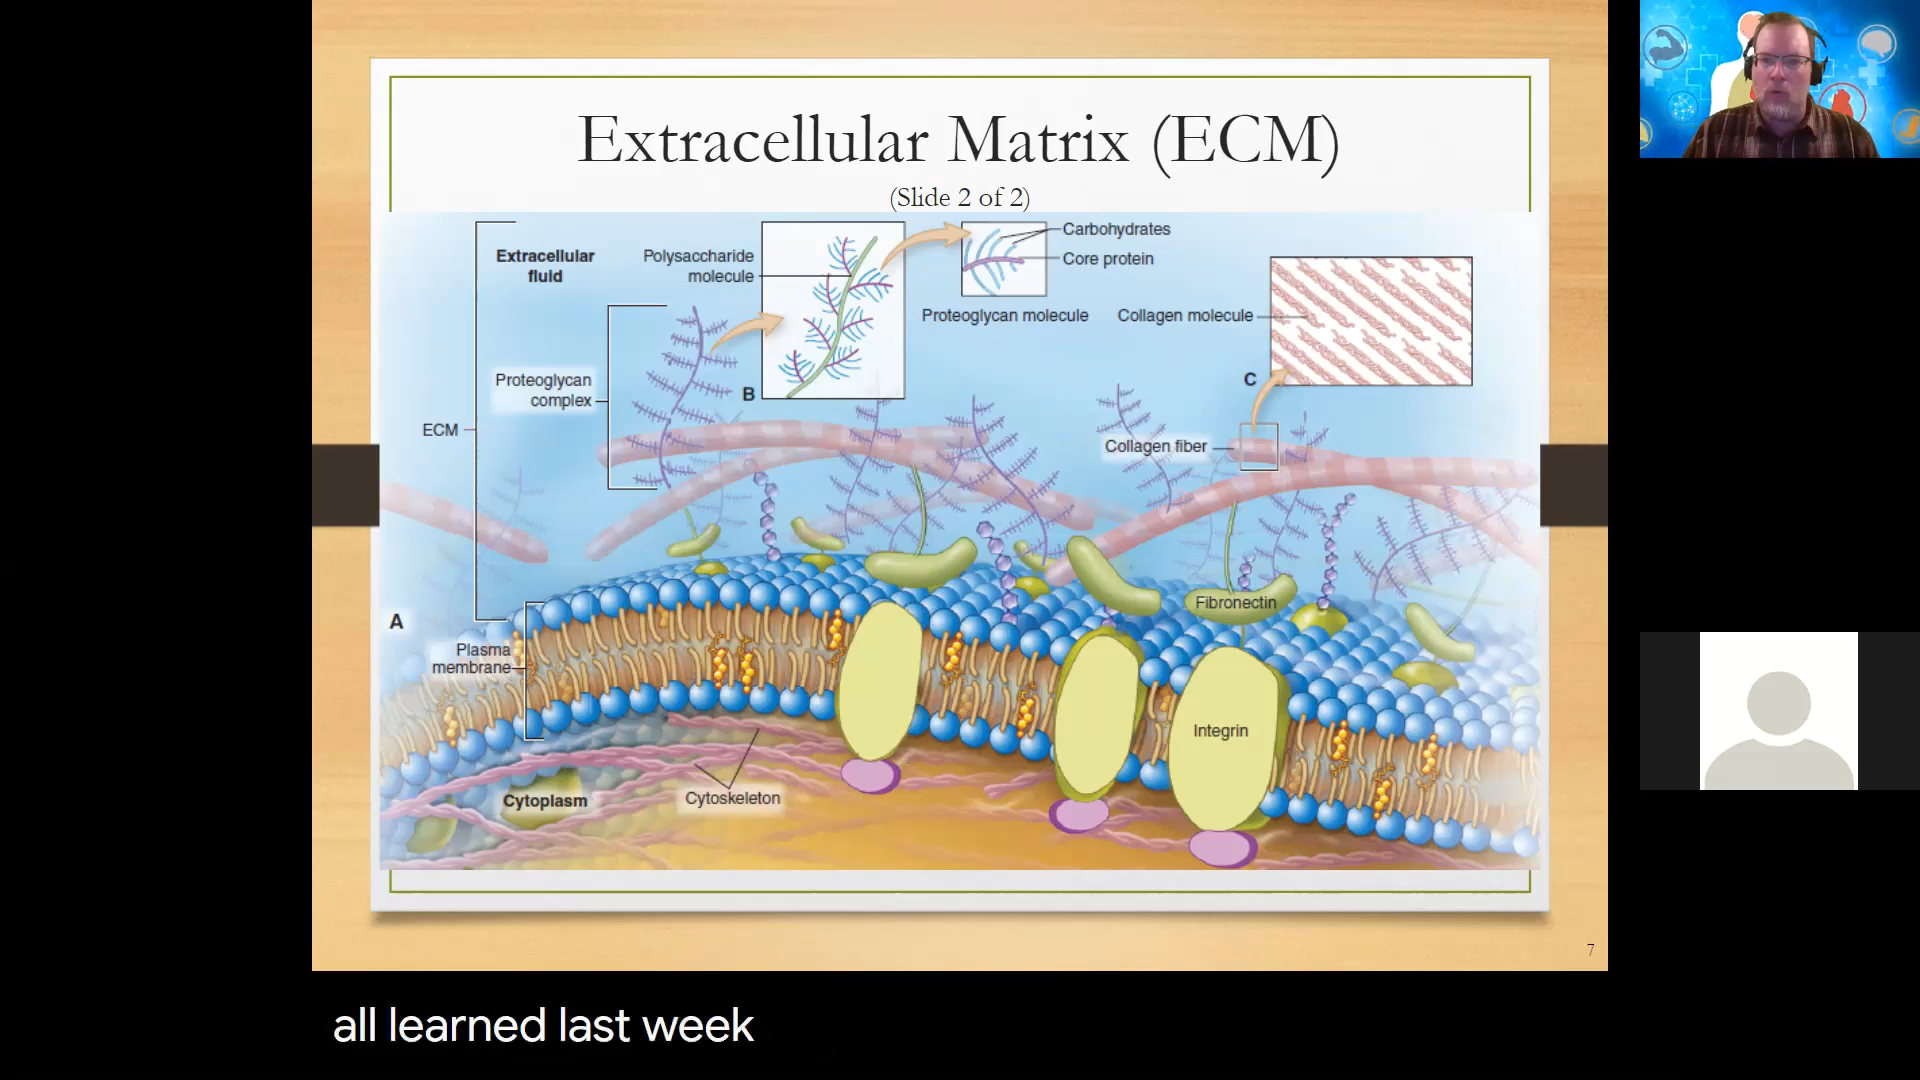 Extracellular Matrix (ECM)
(Slide 2 of 2)
Extracellular
fluid
Polysaccharide
molecule
Carbohydrates
Core protein
Proteoglycan molecule
Collagen molecule
Proteoglycan
complex
B
C
ECM
Collagen fiber
A
Fibronectin
Plasma
membrane
Integrin
Cytoplasm
Cytoskeleton
7
all learned last week